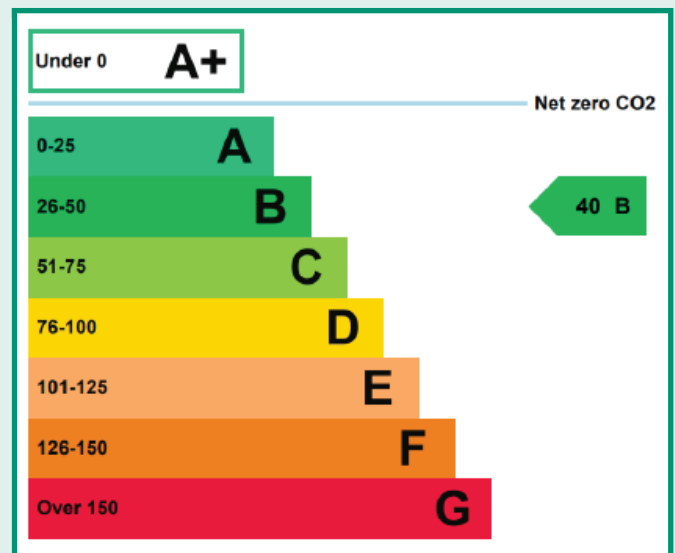 Under 0 A+
Net zero CO2
0-25 A
26-50 B
40 B
51-75 C
76-100 D
101-125 E
126-150 F
Over 150 G